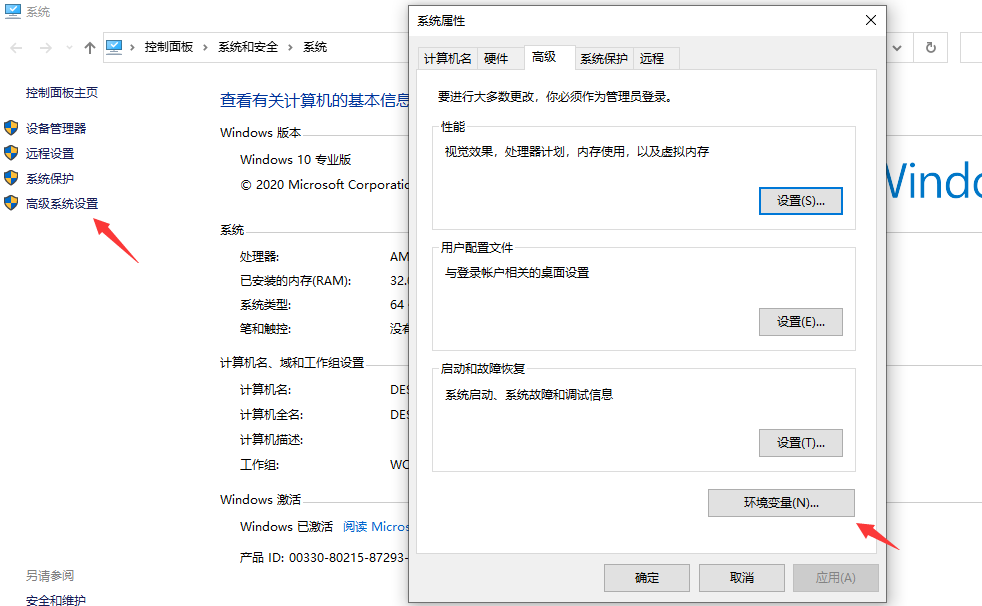 系统
控制面板 › 系统和安全 › 系统
控制面板主页
设备管理器
远程设置
系统保护
高级系统设置
另请参阅
安全和维护
查看有关计算机的基本信息
Windows 版本
Windows 10 专业版
© 2020 Microsoft
系统
处理器: AM
已安装的内存(RAM): 32.
系统类型: 64
笔和触控: 没有
计算机名、域和工作组设置
计算机名:
计算机全名:
计算机描述:
工作组:
Windows 激活
Windows 已激活 阅读
产品 ID: 00330-80215-87293-
系统属性
计算机名 硬件 高级 系统保护 远程
要进行大多数更改，你必须作为管理员登录。
性能
视觉效果，处理器计划，内存使用，以及虚拟内存
设置(S)...
用户配置文件
与登录帐户相关的桌面设置
设置(E)...
启动和故障恢复
系统启动、系统故障和调试信息
设置(T)...
环境变量(N)...
确定 取消 应用(A)